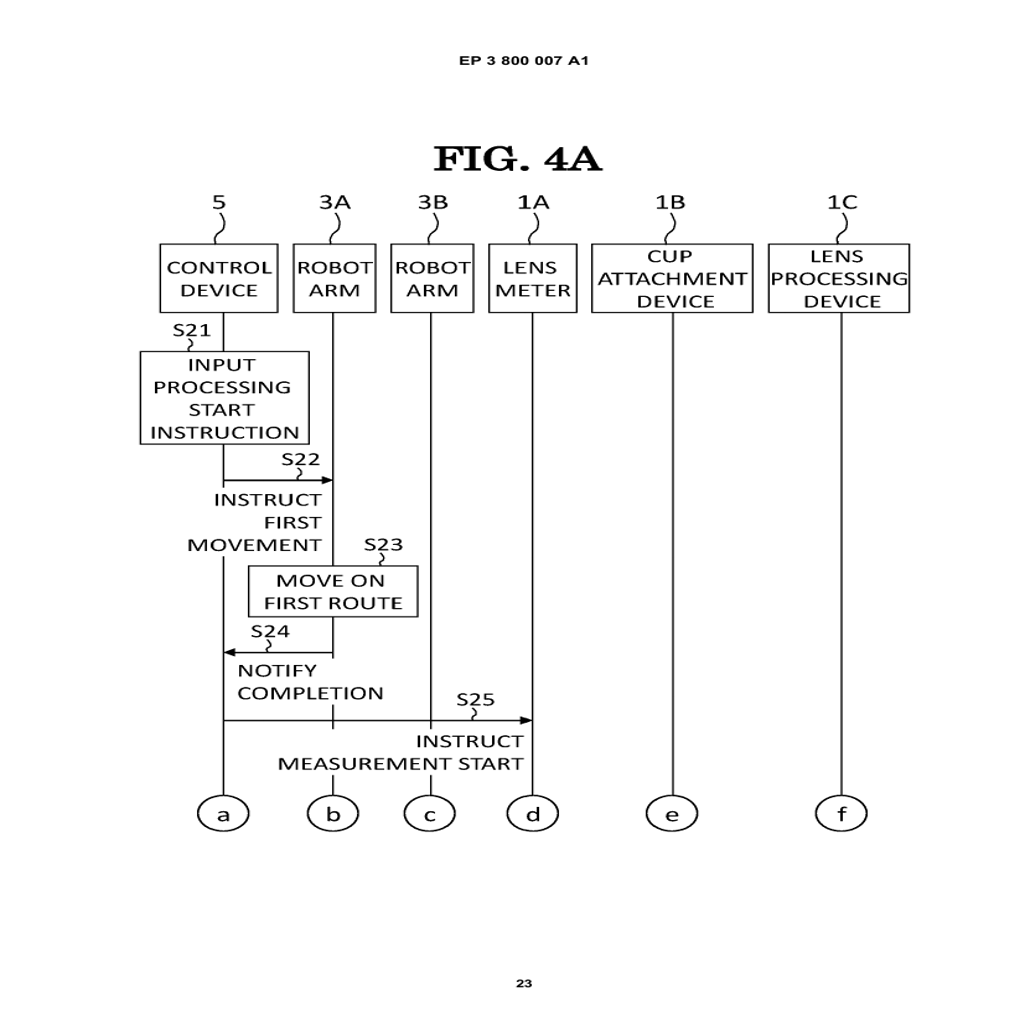 EP 3 800 007 A1
FIG. 4A
5 3A 3B 1A 1B 1C
CONTROL
DEVICE
ROBOT
ARM
ROBOT
ARM
LENS
METER
CUP
ATTACHMENT
DEVICE
LENS
PROCESSING
DEVICE
S21
INPUT
PROCESSING
START
INSTRUCTION
S22
INSTRUCT
FIRST
MOVEMENT
S23
MOVE ON
FIRST ROUTE
S24
NOTIFY
COMPLETION
S25
INSTRUCT
MEASUREMENT START
a b c d e f
23